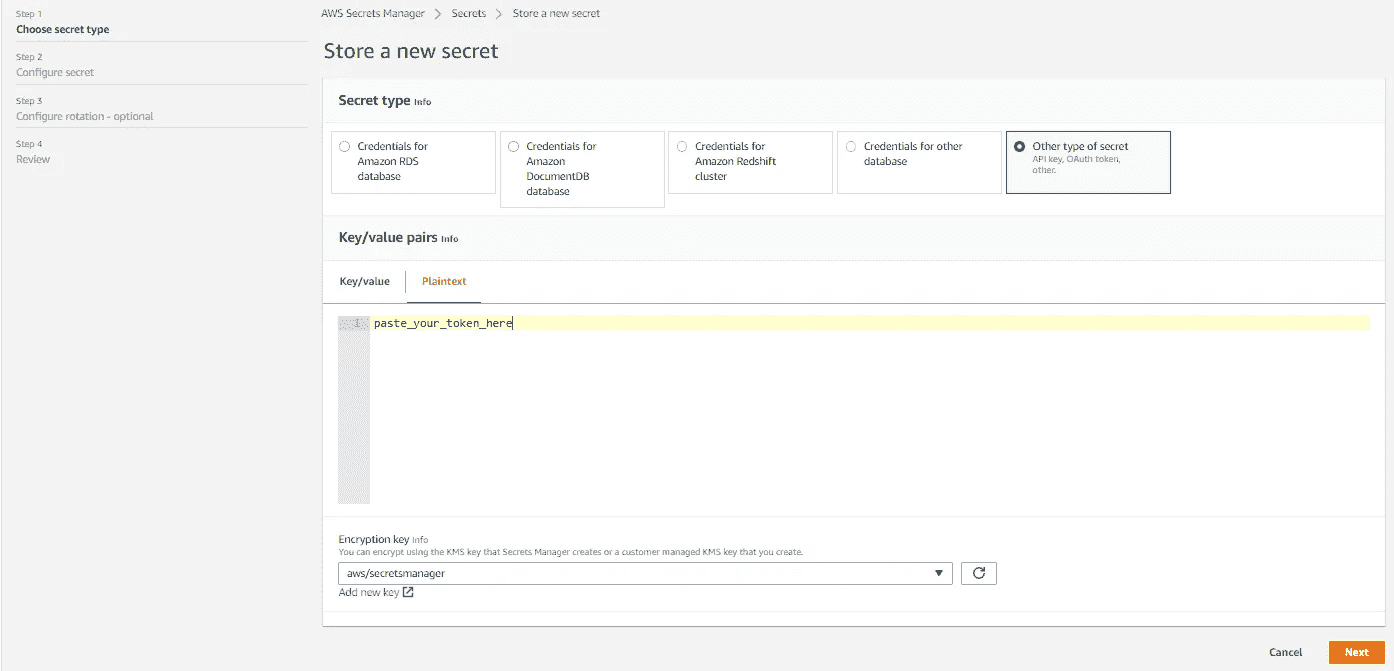 Step 1
Choose secret type
Step 2
Configure secret
Step 3
Configure rotation - optional
Step 4
Review
AWS Secrets Manager > Secrets > Store a new secret
Store a new secret
Secret type Info
Credentials for
Amazon RDS
database
Credentials for
Amazon
DocumentDB
database
Credentials for
Amazon Redshift
cluster
Credentials for other
database
Other type of secret
API key, OAuth token,
other.
Key/value pairs Info
Key/value
Plaintext
1 paste_your_token_here
Encryption key Info
You can encrypt using the KMS key that Secrets Manager creates or a customer managed KMS key that you create.
aws/secretsmanager
Add new key
Cancel
Next